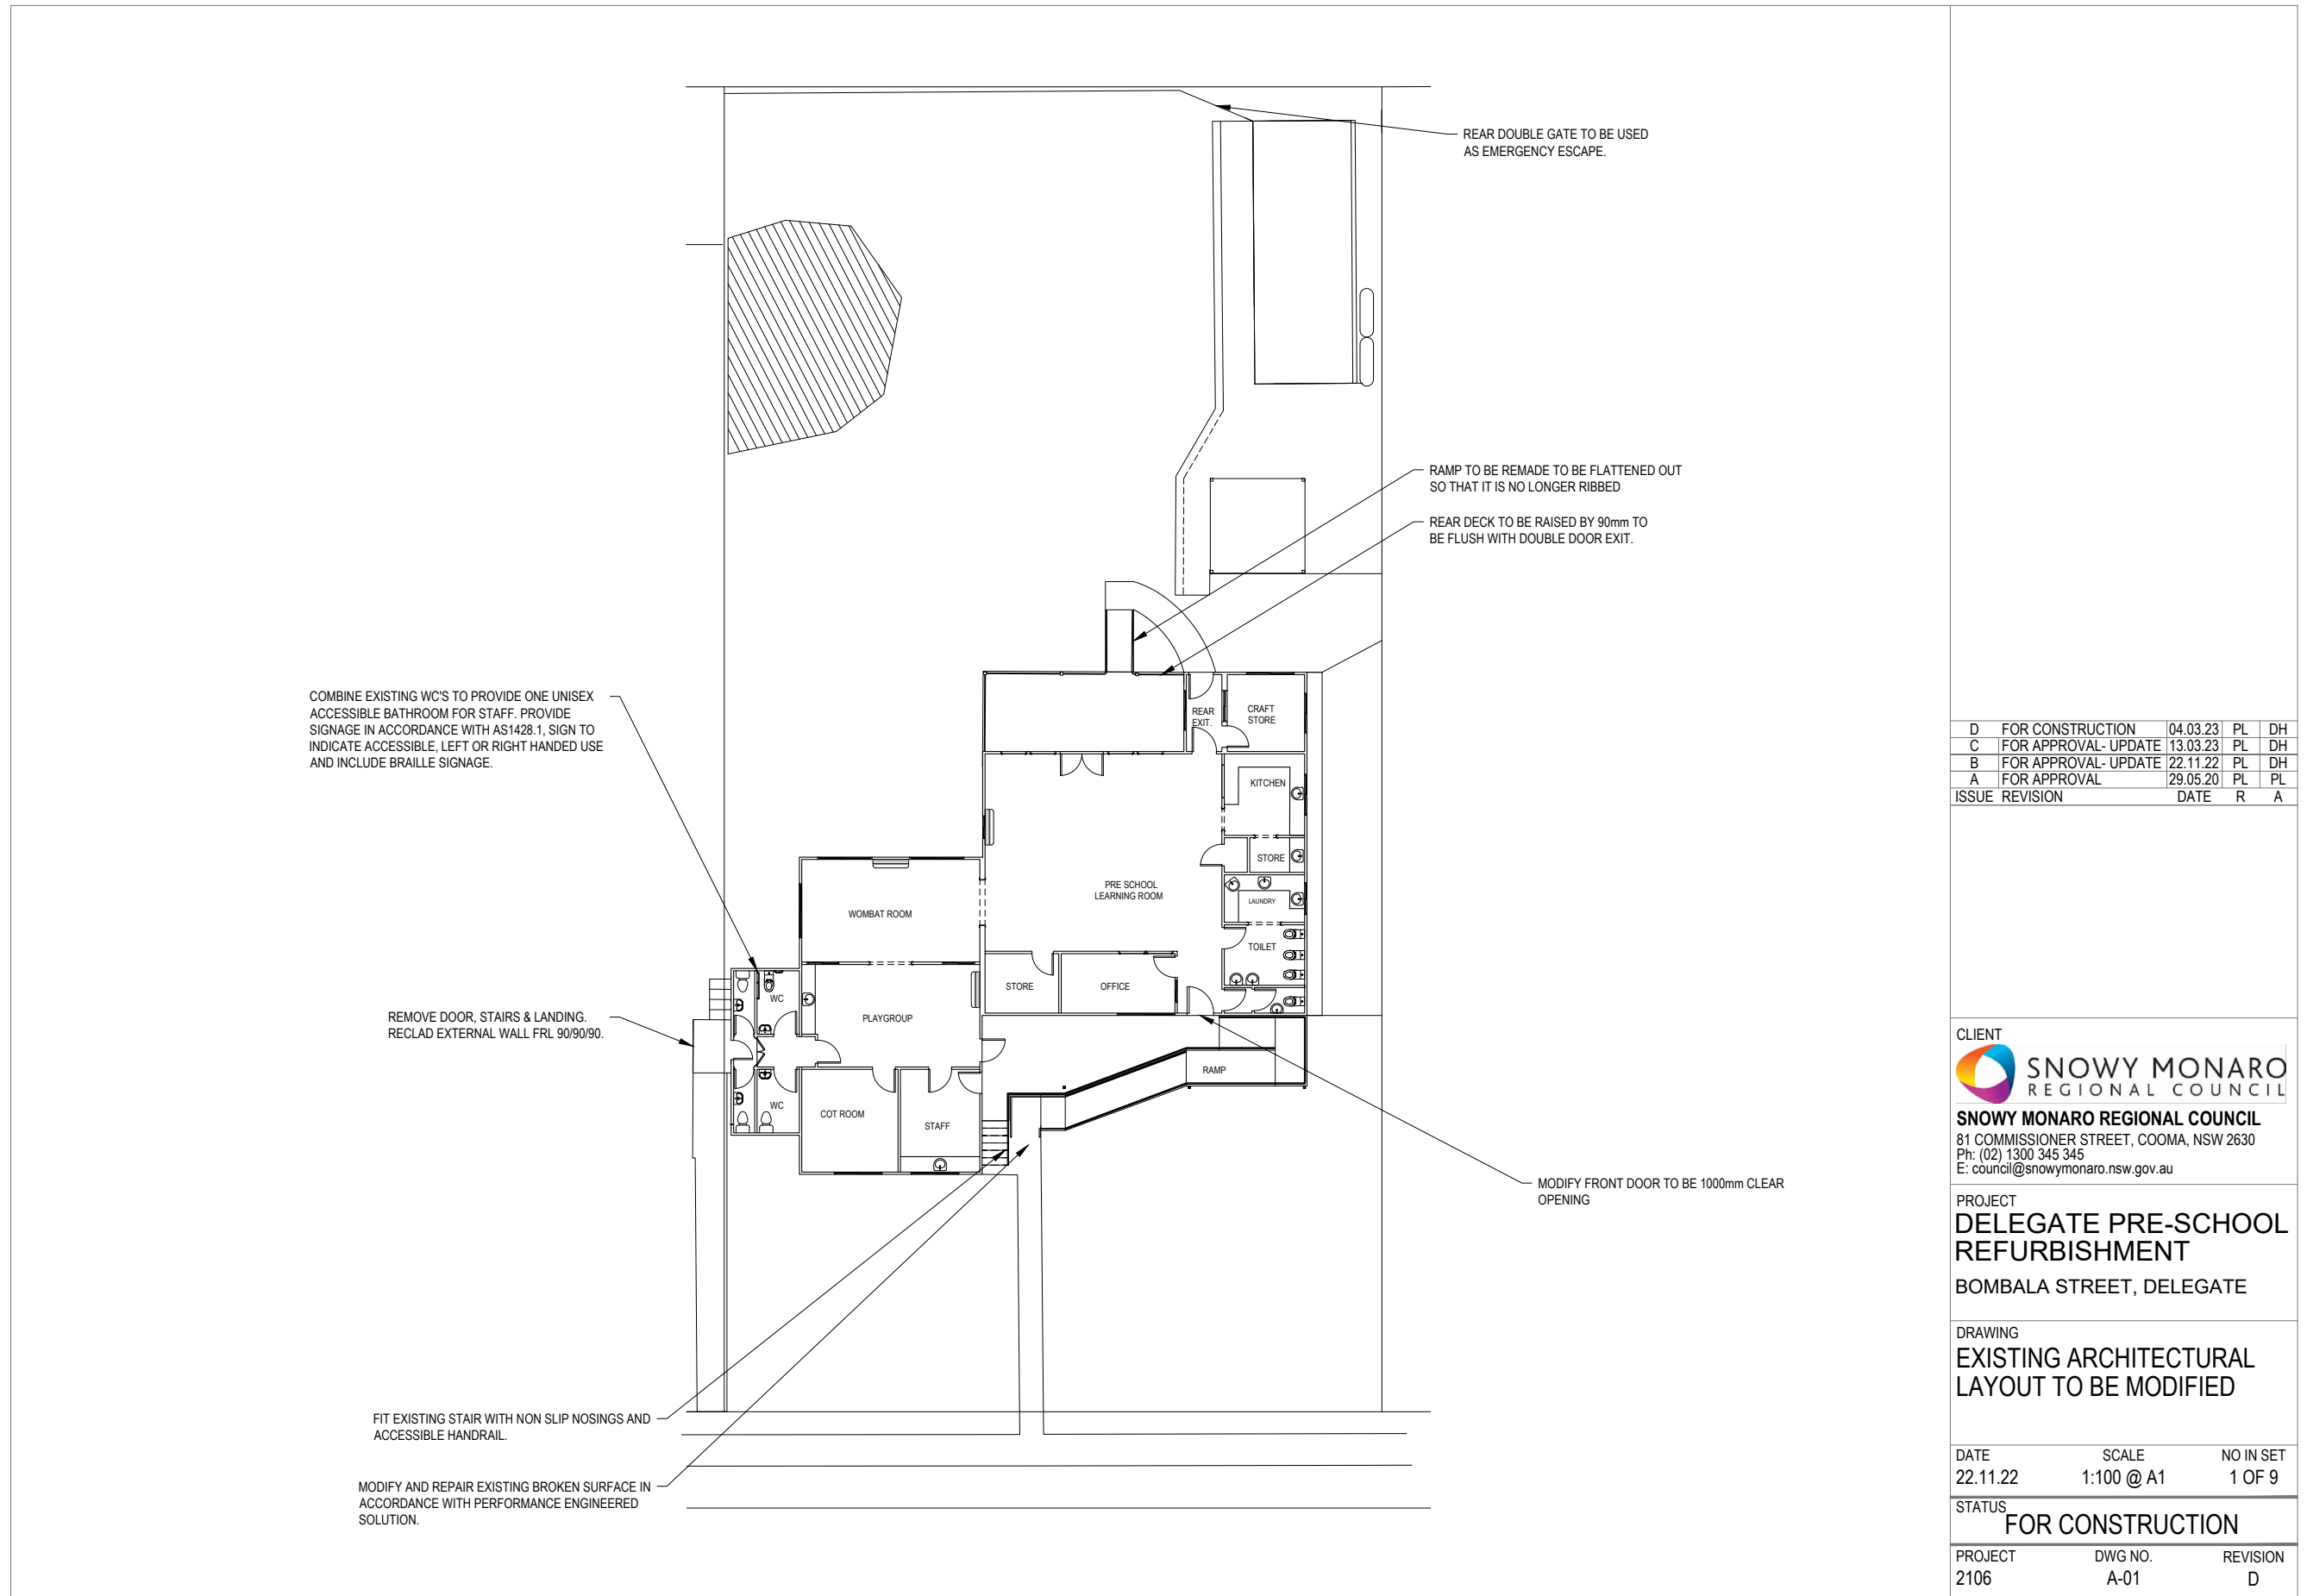 REAR DOUBLE GATE TO BE USED
AS EMERGENCY ESCAPE.
RAMP TO BE REMADE TO BE FLATTENED OUT
SO THAT IT IS NO LONGER RIBBED
REAR DECK TO BE RAISED BY 90mm TO
BE FLUSH WITH DOUBLE DOOR EXIT.
COMBINE EXISTING WC'S TO PROVIDE ONE UNISEX
ACCESSIBLE BATHROOM FOR STAFF. PROVIDE
SIGNAGE IN ACCORDANCE WITH AS1428.1, SIGN TO
INDICATE ACCESSIBLE, LEFT OR RIGHT HANDED USE
AND INCLUDE BRAILLE SIGNAGE.
REMOVE DOOR, STAIRS & LANDING.
RECLAD EXTERNAL WALL FRL 90/90/90.
REAR
EXIT.
CRAFT
STORE
KITCHEN
STORE
PRE SCHOOL
LEARNING ROOM
LAUNDRY
WOMBAT ROOM
TOILET
STORE
OFFICE
WC
PLAYGROUP
RAMP
WC
COT ROOM
STAFF
MODIFY FRONT DOOR TO BE 1000mm CLEAR
OPENING
FIT EXISTING STAIR WITH NON SLIP NOSINGS AND
ACCESSIBLE HANDRAIL.
MODIFY AND REPAIR EXISTING BROKEN SURFACE IN
ACCORDANCE WITH PERFORMANCE ENGINEERED
SOLUTION.
D FOR CONSTRUCTION 04.03.23 PL DH
C FOR APPROVAL- UPDATE 13.03.23 PL DH
B FOR APPROVAL- UPDATE 22.11.22 PL DH
A FOR APPROVAL 29.05.20 PL PL
ISSUE REVISION DATE R A
CLIENT
SNOWY MONARO
REGIONAL COUNCIL
SNOWY MONARO REGIONAL COUNCIL
81 COMMISSIONER STREET, COOMA, NSW 2630
Ph: (02) 1300 345 345
E: council@snowymonaro.nsw.gov.au
PROJECT
DELEGATE PRE-SCHOOL
REFURBISHMENT
BOMBALA STREET, DELEGATE
DRAWING
EXISTING ARCHITECTURAL
LAYOUT TO BE MODIFIED
DATE SCALE NO IN SET
22.11.22 1:100 @ A1 1 OF 9
STATUS
FOR CONSTRUCTION
PROJECT DWG NO. REVISION
2106 A-01 D